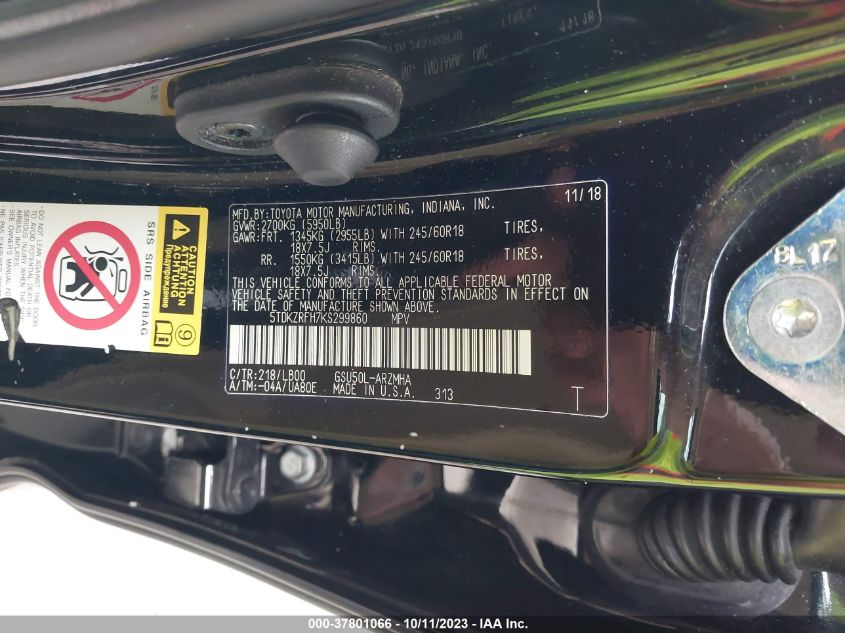 MFD.BY:TOYOTA MOTOR MANUFACTURING, INDIANA, INC. 11/18
GVWR:2700KG (5950LB)
GAWR:FRT. 1345KG (2955LB) WITH 245/60R18 TIRES,
18X7.5J RIMS,
RR. 1550KG (3415LB) WITH 245/60R18 TIRES,
18X7.5J RIMS,
THIS VEHICLE CONFORMS TO ALL APPLICABLE FEDERAL MOTOR
VEHICLE SAFETY AND THEFT PREVENTION STANDARDS IN EFFECT ON
THE DATE OF MANUFACTURE SHOWN ABOVE.
5TDKZRFH7KS299860 MPV
C/TR:218/LB00 GSU50L-ARZMHA
A/TM:-04A/UA80E MADE IN U.S.A. 313
T
SRS SIDE AIRBAG
ATTENTION
ACHTUNG
Предупреждение
9
8L17
000-37801066 - 10/11/2023 - © IAA, Inc.